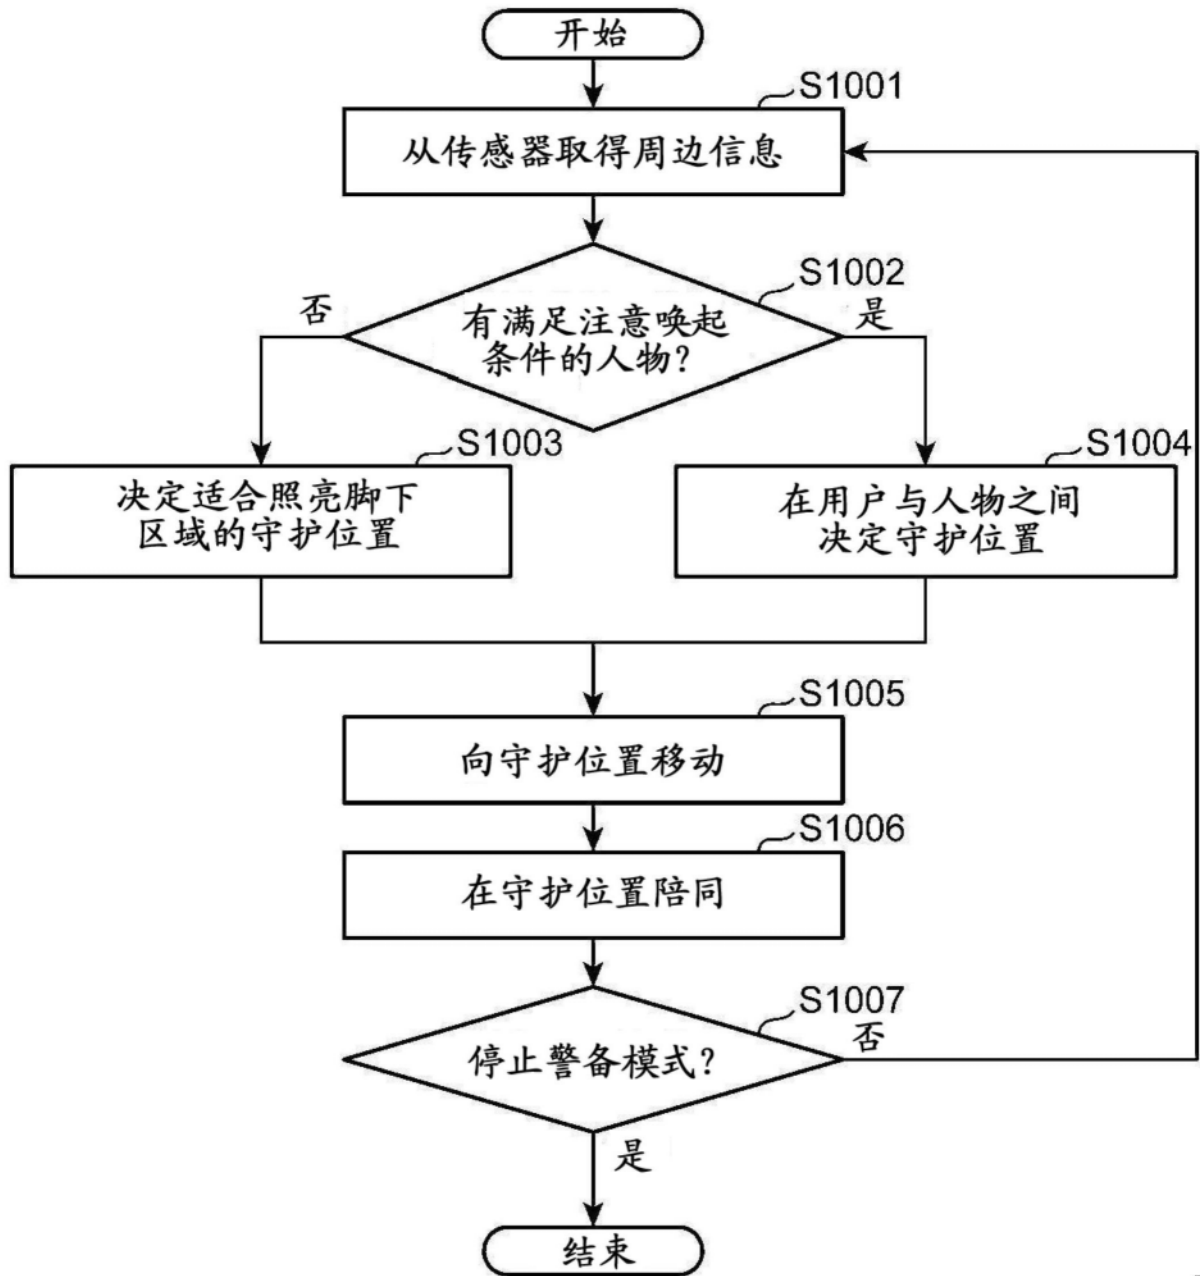 开始
S1001
从传感器取得周边信息
S1002
否
是
有满足注意唤起
条件的人物?
S1003
S1004
决定适合照亮脚下
区域的守护位置
在用户与人物之间
决定守护位置
S1005
向守护位置移动
S1006
在守护位置陪同
S1007
否
停止警备模式?
是
结束